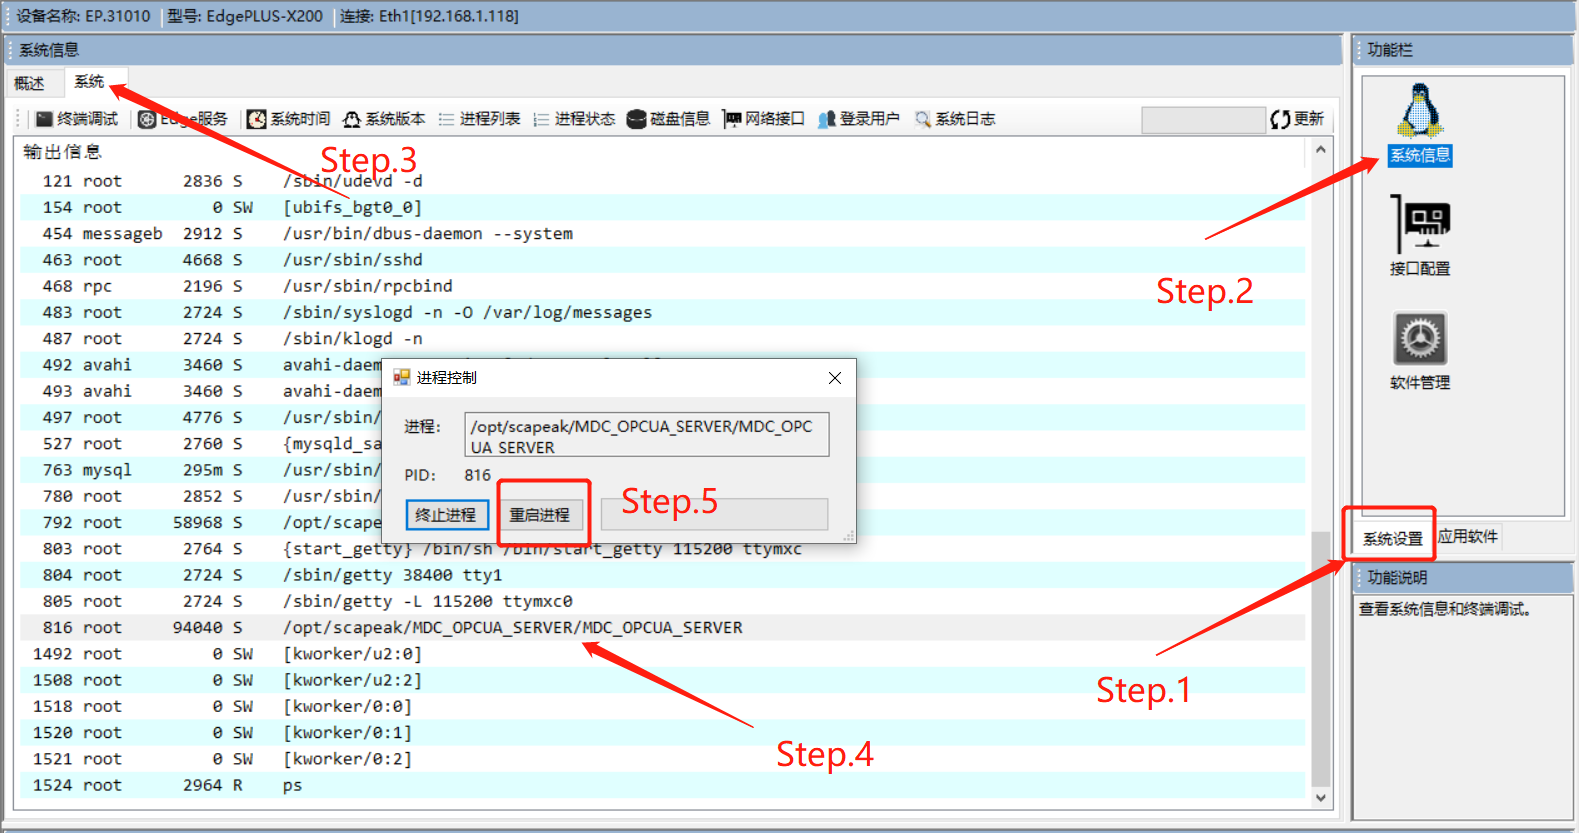 设备名称: EP.31010 型号: EdgePLUS-X200 连接: Eth1[192.168.1.118]
系统信息
概述 系统
终端调试 Edge服务 系统时间 系统版本 进程列表 进程状态 磁盘信息 网络接口 登录用户 系统日志 更新
输出信息
Step.3
121 root 2836 S /sbin/udevd -d
154 root 0 SW [ubifs_bgt0_0]
454 messageb 2912 S /usr/bin/dbus-daemon --system
463 root 4668 S /usr/sbin/sshd
468 rpc 2196 S /usr/sbin/rpcbind
483 root 2724 S /sbin/syslogd -n -O /var/log/messages
487 root 2724 S /sbin/klogd -n
492 avahi 3460 S avahi-daem
493 avahi 3460 S avahi-daem
497 root 4776 S /usr/sbin/
527 root 2760 S {mysqld_sa
763 mysql 295m S /usr/sbin/
780 root 2852 S /usr/sbin/
792 root 58968 S /opt/scape
803 root 2764 S {start_getty} /bin/sh /bin/start_getty 115200 ttymxc
804 root 2724 S /sbin/getty 38400 tty1
805 root 2724 S /sbin/getty -L 115200 ttymxc0
816 root 94040 S /opt/scapeak/MDC_OPCUA_SERVER/MDC_OPCUA_SERVER
1492 root 0 SW [kworker/u2:0]
1508 root 0 SW [kworker/u2:2]
1518 root 0 SW [kworker/0:0]
1520 root 0 SW [kworker/0:1]
1521 root 0 SW [kworker/0:2]
1524 root 2964 R ps
Step.4
进程控制
进程: /opt/scapeak/MDC_OPCUA_SERVER/MDC_OPC
UA_SERVER
PID: 816
终止进程 重启进程
Step.5
功能栏
系统信息
Step.2
接口配置
软件管理
系统设置 应用软件
Step.1
功能说明
查看系统信息和终端调试。